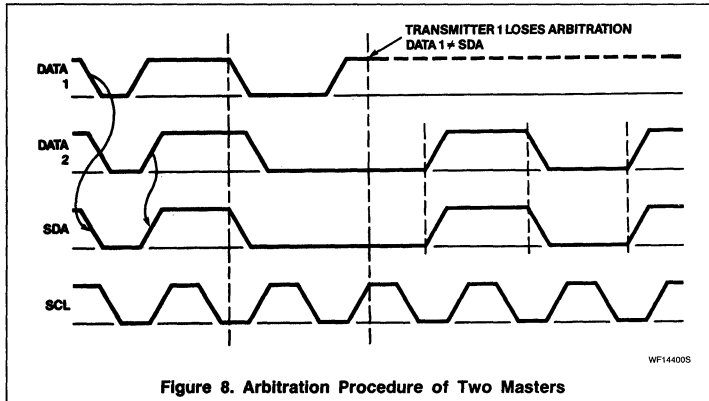 TRANSMITTER 1 LOSES ARBITRATION
DATA 1 ≠ SDA
DATA
1
DATA
2
SDA
SCL
WF14400S
Figure 8. Arbitration Procedure of Two Masters